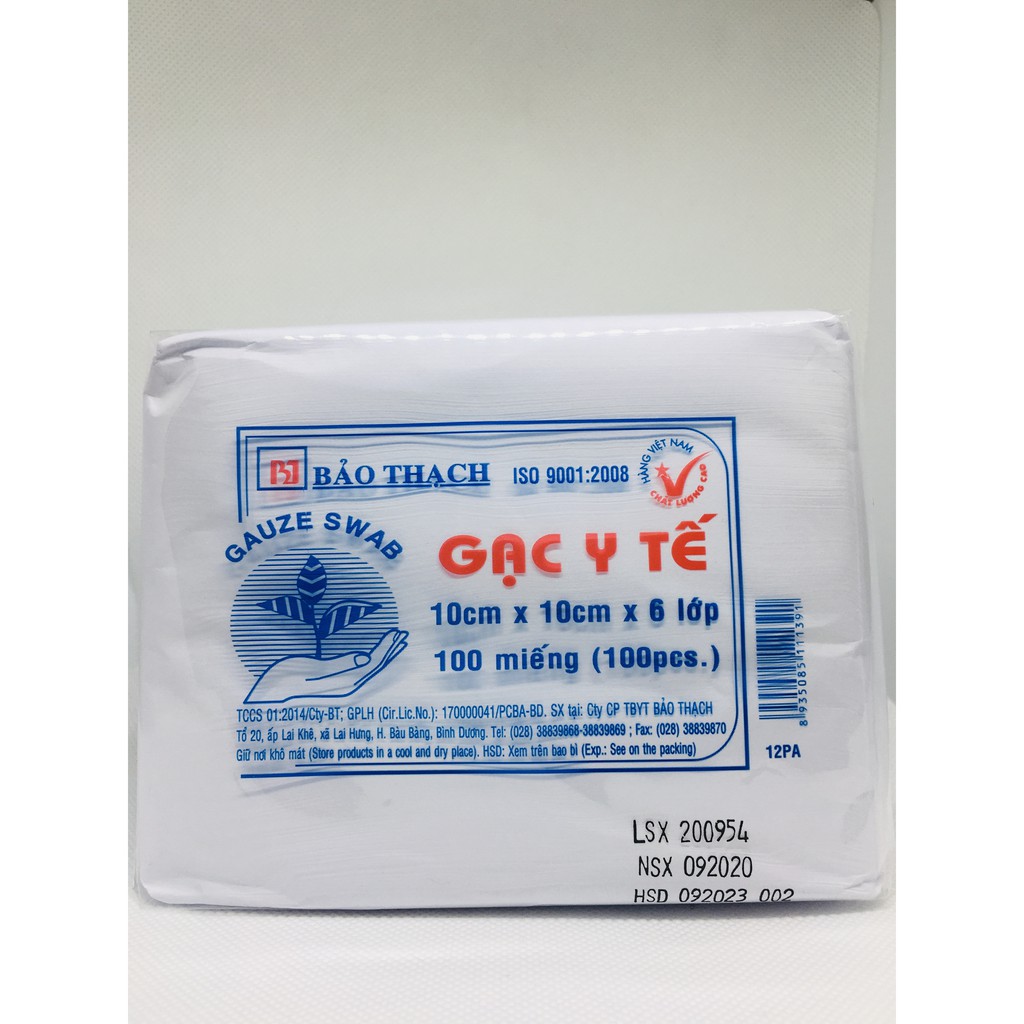 BT BẢO THẠCH ISO 9001:2008
HÀNG VIỆT NAM
CHẤT LƯỢNG CAO
GAUZE SWAB
GẠC Y TẾ
10cm x 10cm x 6 lớp
100 miếng (100pcs.)
TCCS 01:2014/Cty-BT; GPLH (Cir.Lic.No.): 170000041/PCBA-BD. SX tại: Cty CP TBYT BẢO THẠCH
Tổ 20, ấp Lai Khê, xã Lai Hưng, H. Bàu Bàng, Bình Dương. Tel: (028) 38839868-38839869 ; Fax: (028) 38839870
Giữ nơi khô mát (Store products in a cool and dry place). HSD: Xem trên bao bì (Exp.: See on the packing)
8 935085 111391
12PA
LSX 200954
NSX 092020
HSD 092023 002